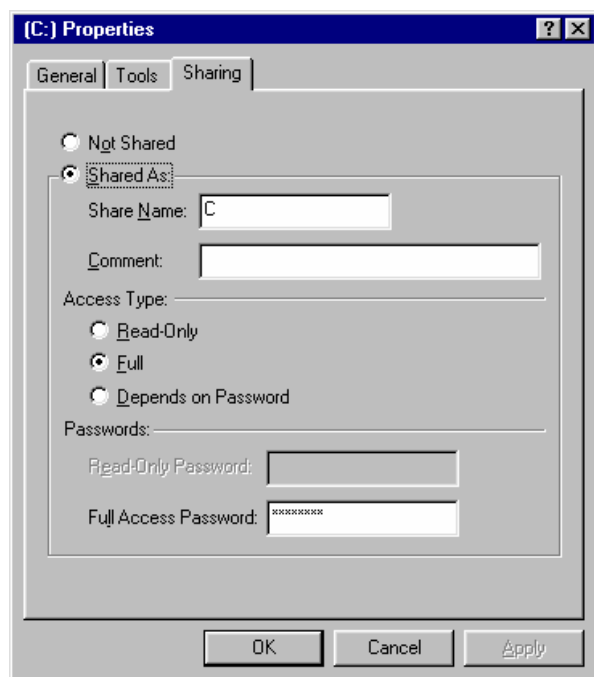 (C:) Properties
General Tools Sharing
Not Shared
Shared As:
Share Name: C
Comment:
Access Type:
Read-Only
Full
Depends on Password
Passwords:
Read-Only Password:
Full Access Password: ********
OK Cancel Apply